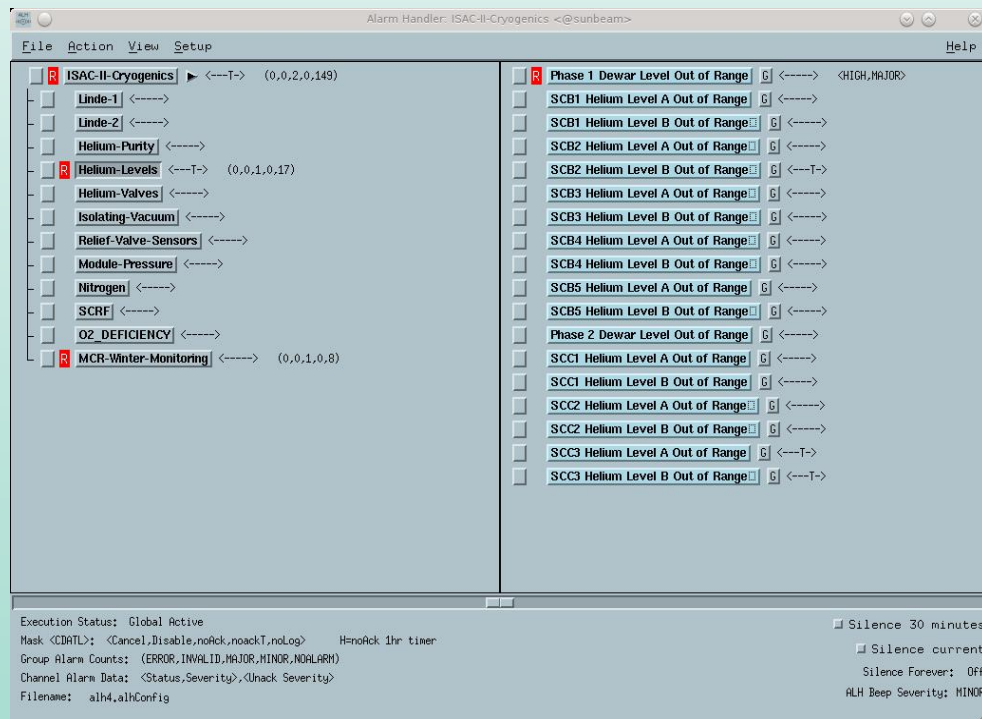 Alarm Handler: ISAC-II-Cryogenics <@sunbeam>
File Action View Setup Help
R ISAC-II-Cryogenics <---T-> (0,0,2,0,149)
Linde-1 <----->
Linde-2 <----->
Helium-Purity <----->
R Helium-Levels <---T-> (0,0,1,0,17)
Helium-Valves <----->
Isolating-Vacuum <----->
Relief-Valve-Sensors <----->
Module-Pressure <----->
Nitrogen <----->
SCRF <----->
O2_DEFICIENCY <----->
R MCR-Winter-Monitoring <-----> (0,0,1,0,8)
R Phase 1 Dewar Level Out of Range G <-----> <HIGH,MAJOR>
SCB1 Helium Level A Out of Range G <----->
SCB1 Helium Level B Out of Range G <----->
SCB2 Helium Level A Out of Range G <----->
SCB2 Helium Level B Out of Range G <---T->
SCB3 Helium Level A Out of Range G <----->
SCB3 Helium Level B Out of Range G <----->
SCB4 Helium Level A Out of Range G <----->
SCB4 Helium Level B Out of Range G <----->
SCB5 Helium Level A Out of Range G <----->
SCB5 Helium Level B Out of Range G <----->
Phase 2 Dewar Level Out of Range G <----->
SCC1 Helium Level A Out of Range G <----->
SCC1 Helium Level B Out of Range G <----->
SCC2 Helium Level A Out of Range G <----->
SCC2 Helium Level B Out of Range G <----->
SCC3 Helium Level A Out of Range G <---T->
SCC3 Helium Level B Out of Range G <---T->
Execution Status: Global Active
Mask <CDATL>: <Cancel,Disable,noAck,noackT,noLog> H=noAck 1hr timer
Group Alarm Counts: (ERROR,INVALID,MAJOR,MINOR,NOALARM)
Channel Alarm Data: <Status,Severity>,<Unack Severity>
Filename: alh4.alhConfig
Silence 30 minutes
Silence current
Silence Forever: Off
ALH Beep Severity: MINOR